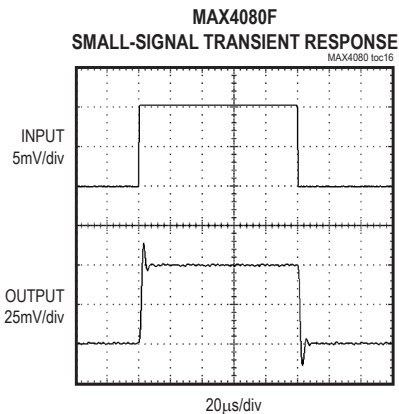 MAX4080F
SMALL-SIGNAL TRANSIENT RESPONSE
MAX4080 toc16
INPUT
5mV/div
OUTPUT
25mV/div
20μs/div